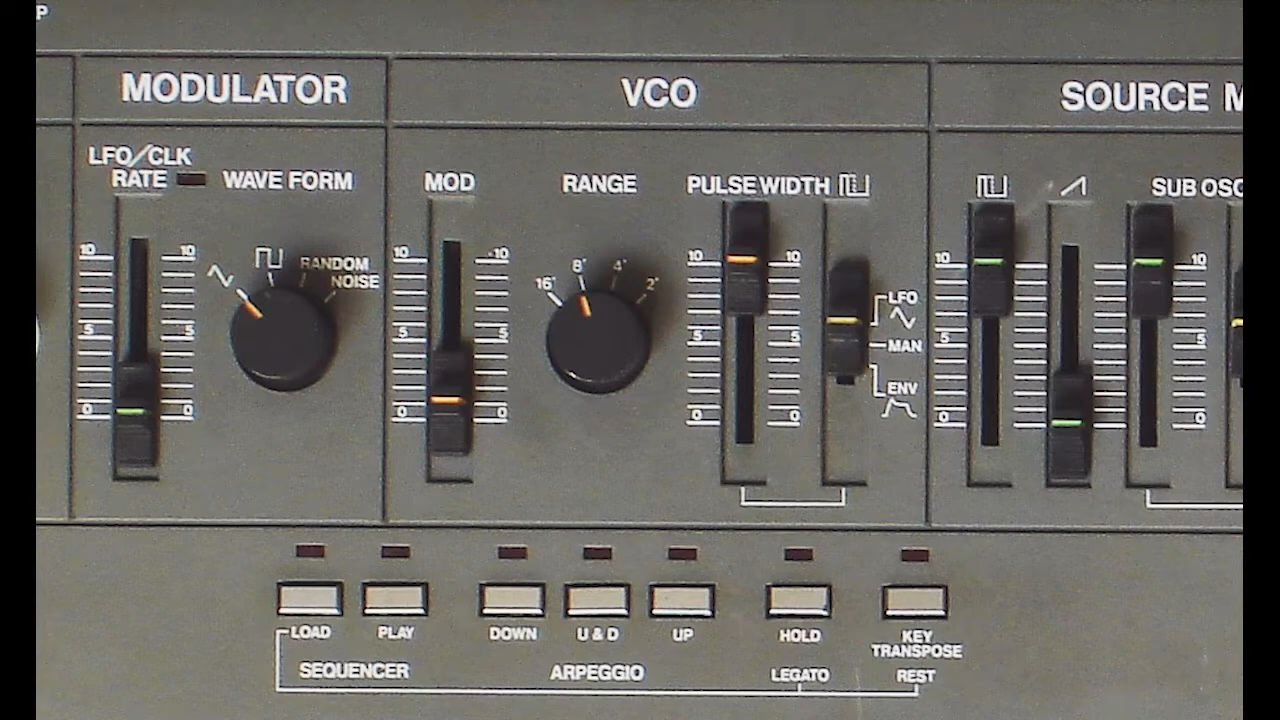 P
MODULATOR
VCO
SOURCE M
LFO/CLK
RATE
WAVE FORM
MOD
RANGE
PULSE WIDTH
SUB OSC
10 10
5 5
0 0
RANDOM
NOISE
10 10
5 5
0 0
16'
8'
4'
2'
10 10
5 5
0 0
LFO
MAN
ENV
10 10
5 5
0 0
LOAD PLAY DOWN U & D UP HOLD KEY
TRANSPOSE
SEQUENCER ARPEGGIO LEGATO REST